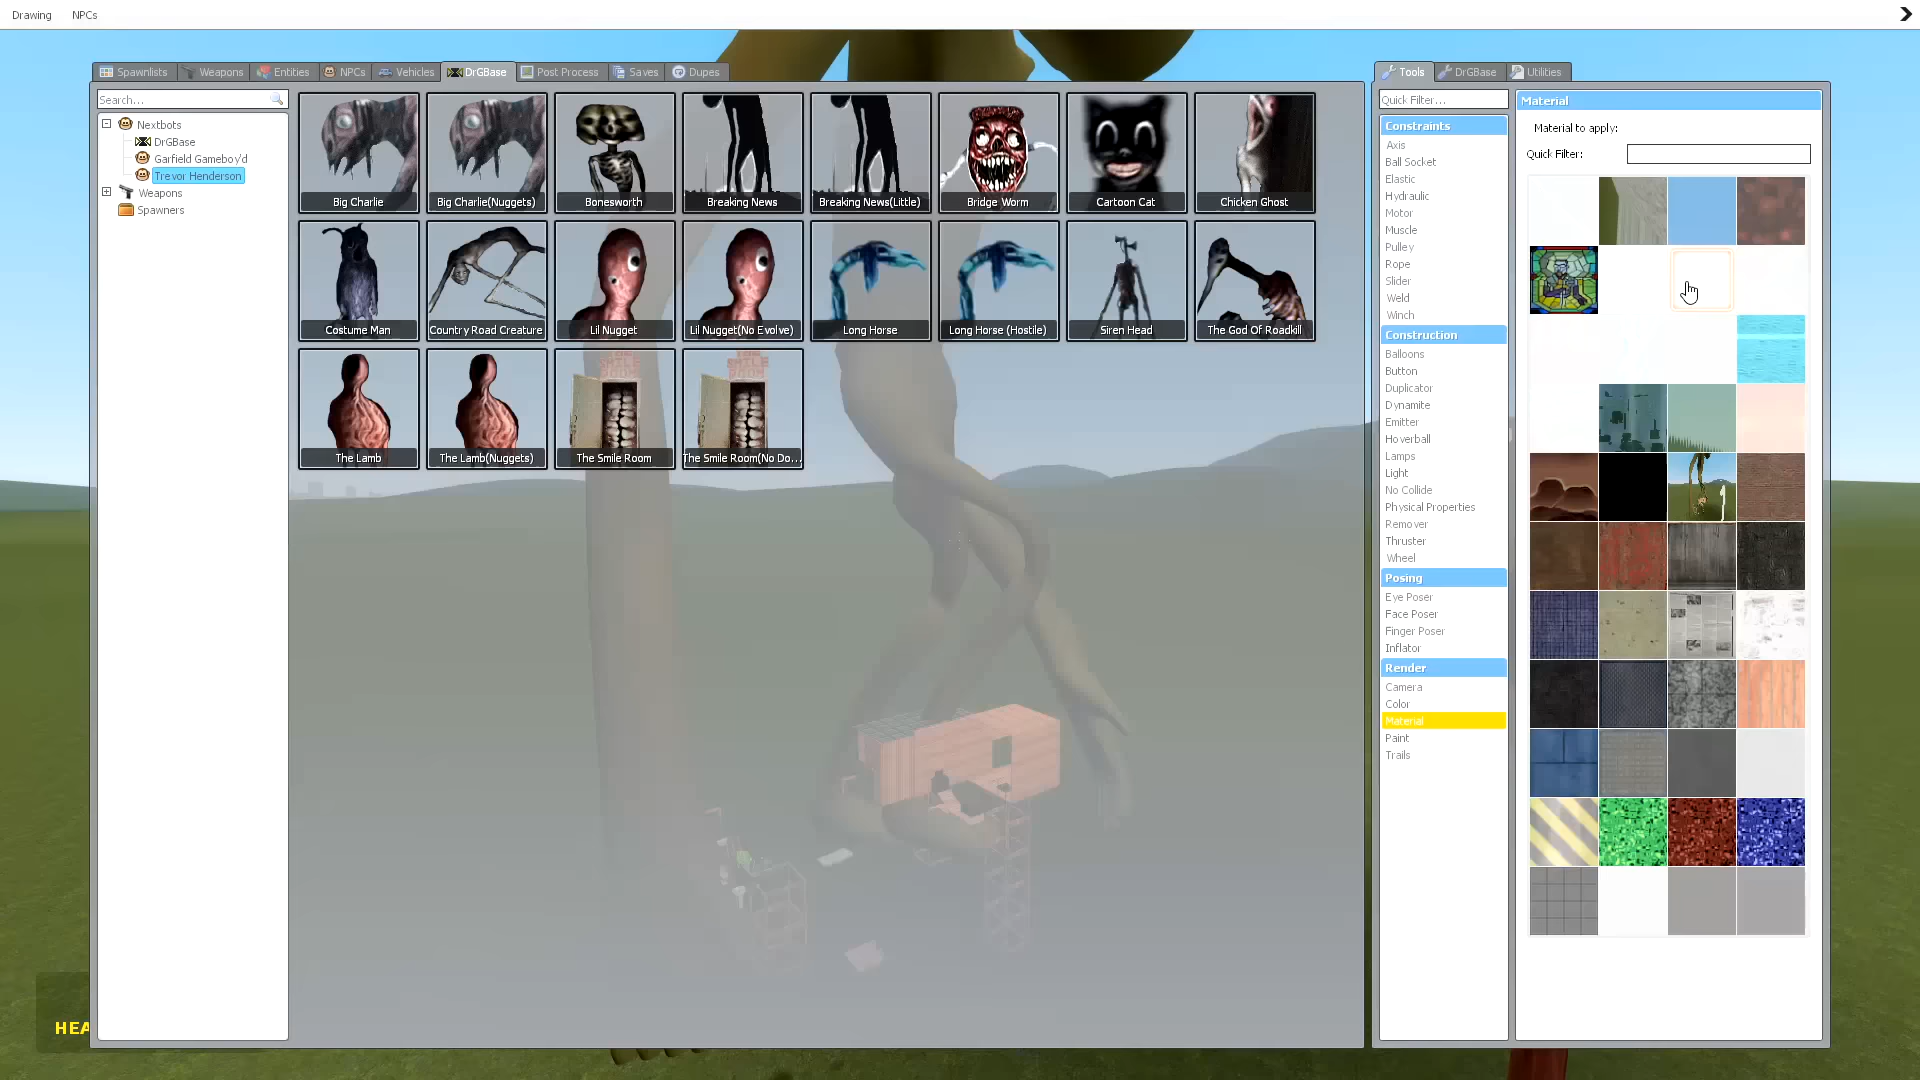 Drawing NPCs
Spawnlists Weapons Entities NPCs Vehicles DrGBase Post Process Saves Dupes
Search...
Nextbots
DrGBase
Garfield Gameboy'd
Trevor Henderson
Weapons
Spawners
Big Charlie Big Charlie(Nuggets) Bonesworth Breaking News Breaking News(Little) Bridge Worm Cartoon Cat Chicken Ghost
Costume Man Country Road Creature Lil Nugget Lil Nugget(No Evolve) Long Horse Long Horse (Hostile) Siren Head The God Of Roadkill
The Lamb The Lamb(Nuggets) The Smile Room The Smile Room(No Do...
HEA
Tools DrGBase Utilities
Quick Filter...
Constraints
Axis
Ball Socket
Elastic
Hydraulic
Motor
Muscle
Pulley
Rope
Slider
Weld
Winch
Construction
Balloons
Button
Duplicator
Dynamite
Emitter
Hoverball
Lamps
Light
No Collide
Physical Properties
Remover
Thruster
Wheel
Posing
Eye Poser
Face Poser
Finger Poser
Inflator
Render
Camera
Color
Material
Paint
Trails
Material
Material to apply:
Quick Filter: